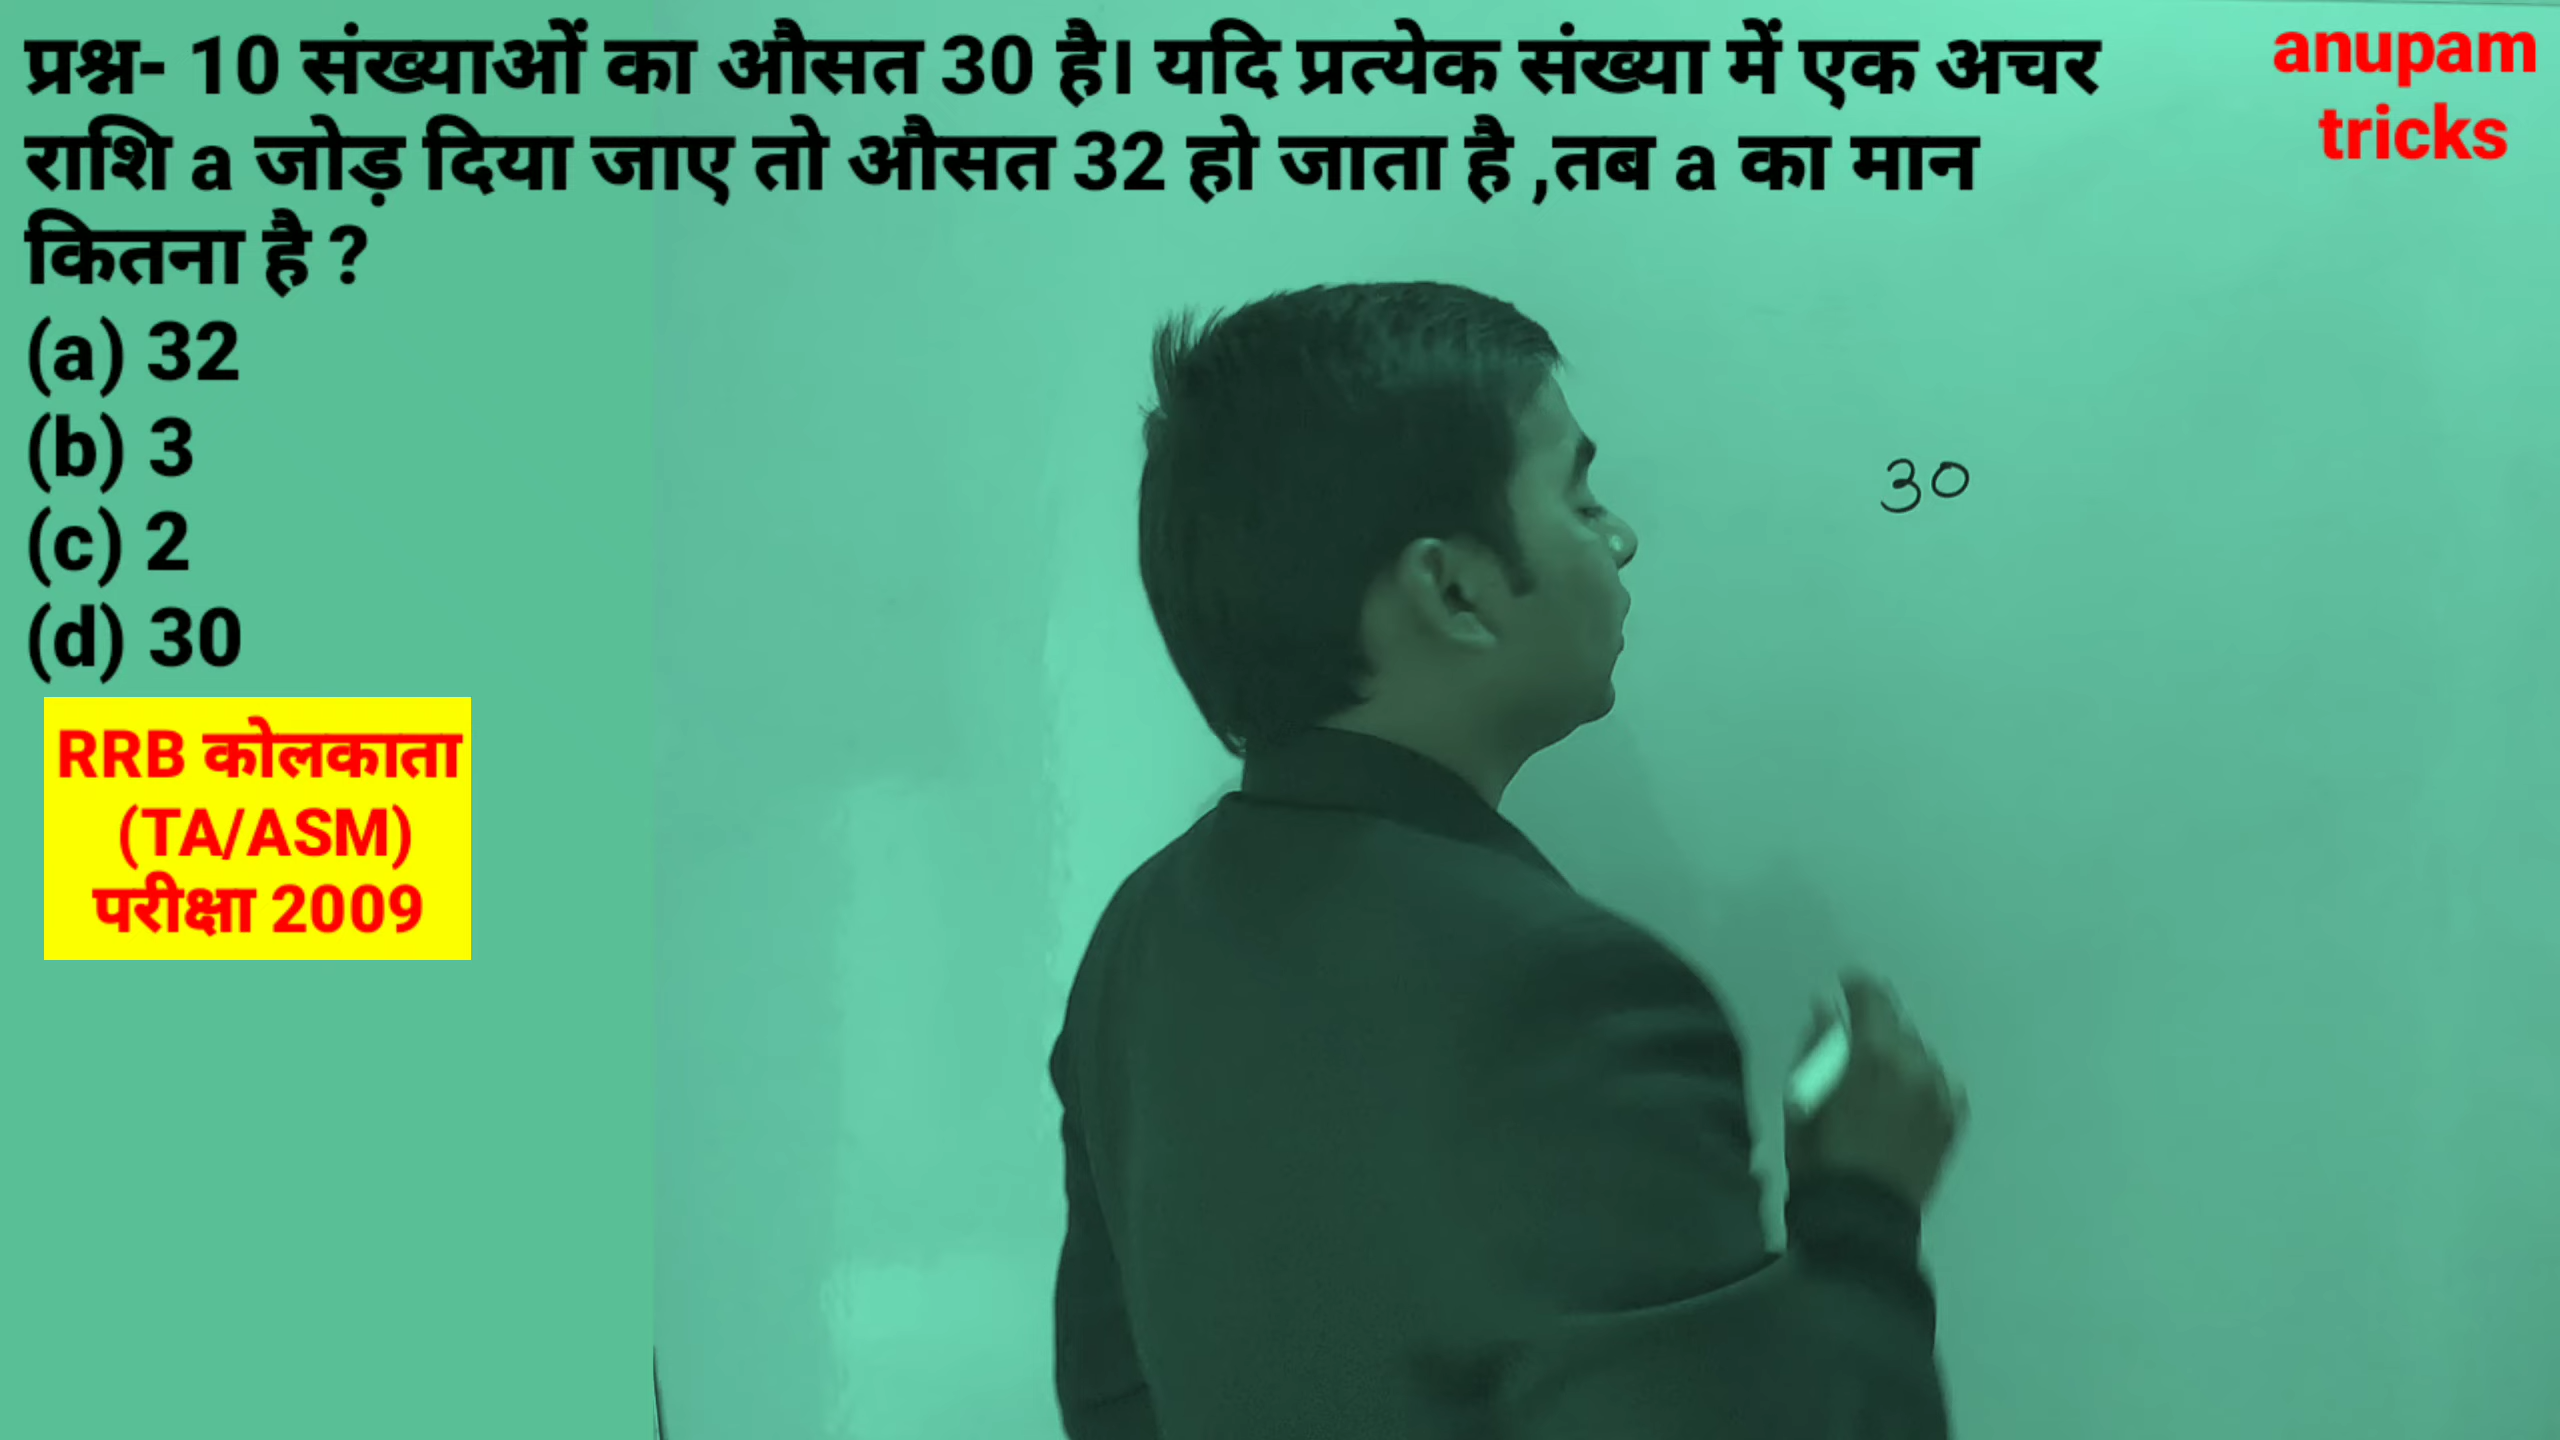 प्रश्न- 10 संख्याओं का औसत 30 है। यदि प्रत्येक संख्या में एक अचर
राशि a जोड़ दिया जाए तो औसत 32 हो जाता है ,तब a का मान
कितना है ?
(a) 32
(b) 3
(c) 2
(d) 30
RRB कोलकाता
(TA/ASM)
परीक्षा 2009
anupam
tricks
30